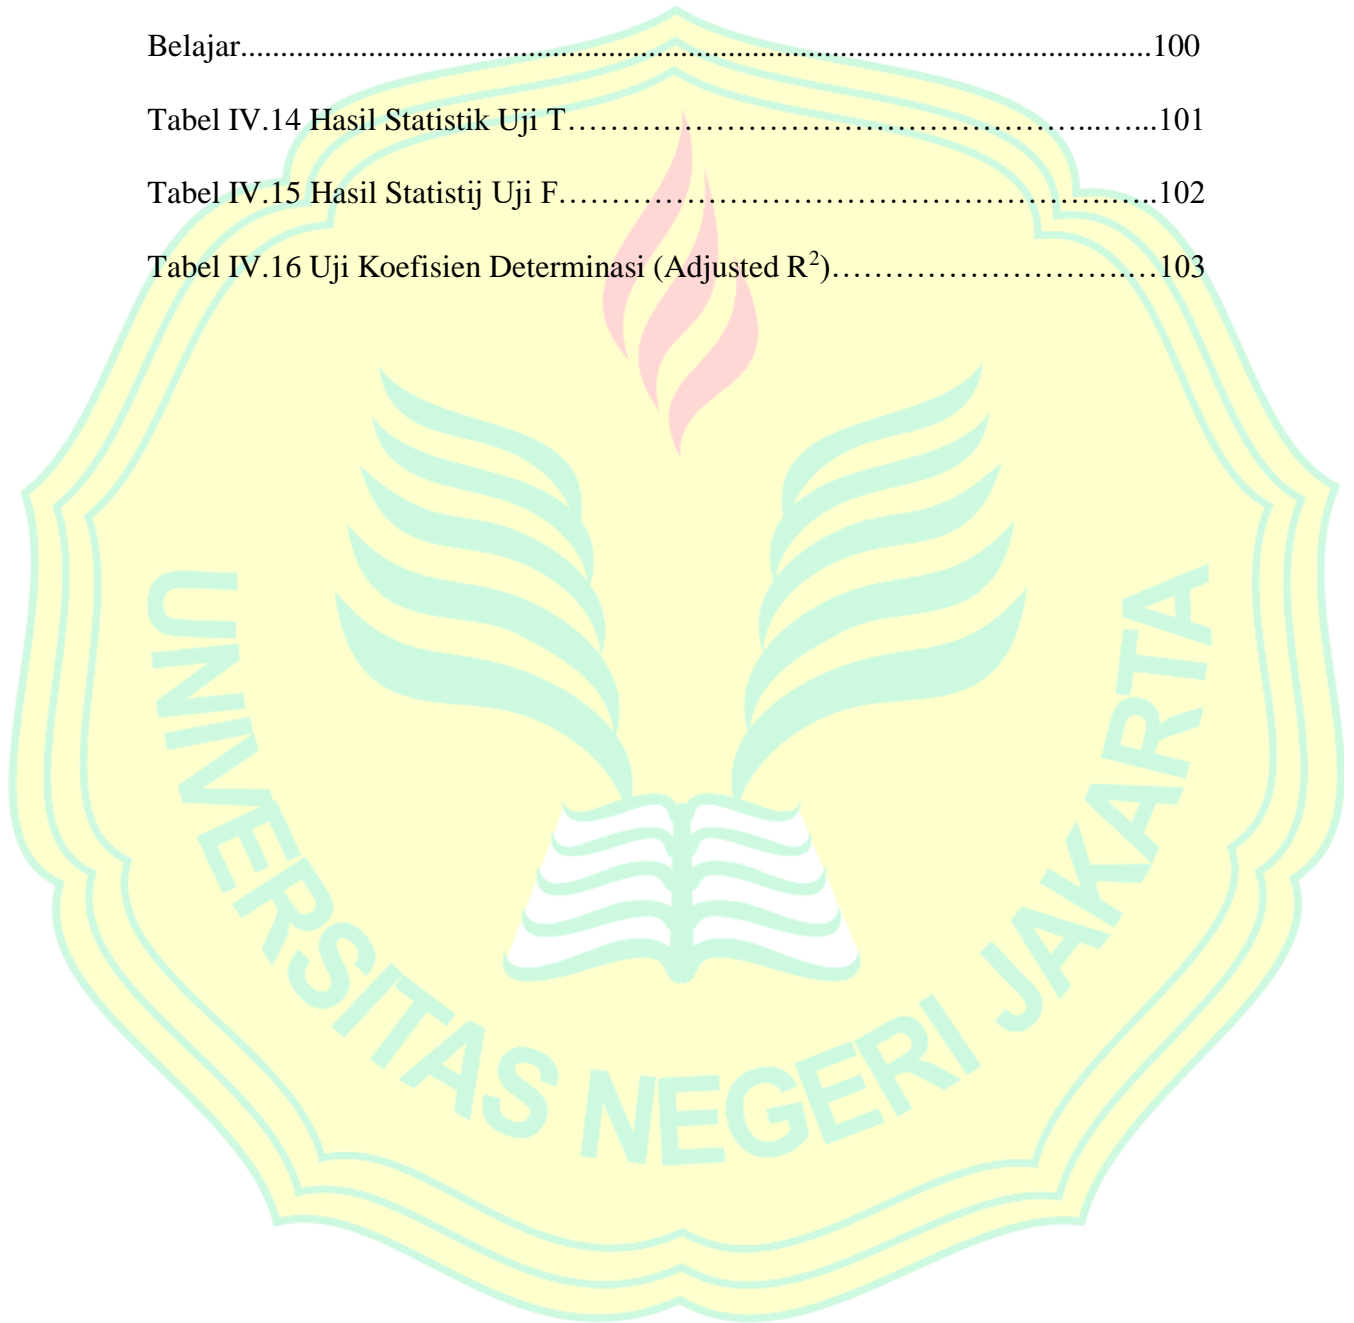 Belajar................................................................................................................100
Tabel IV.14 Hasil Statistik Uji T…………………………………………...…...101
Tabel IV.15 Hasil Statistij Uji F…………………………………………….…..102
Tabel IV.16 Uji Koefisien Determinasi (Adjusted R²)……………………….…103
UNIVERSITAS NEGERI JAKARTA